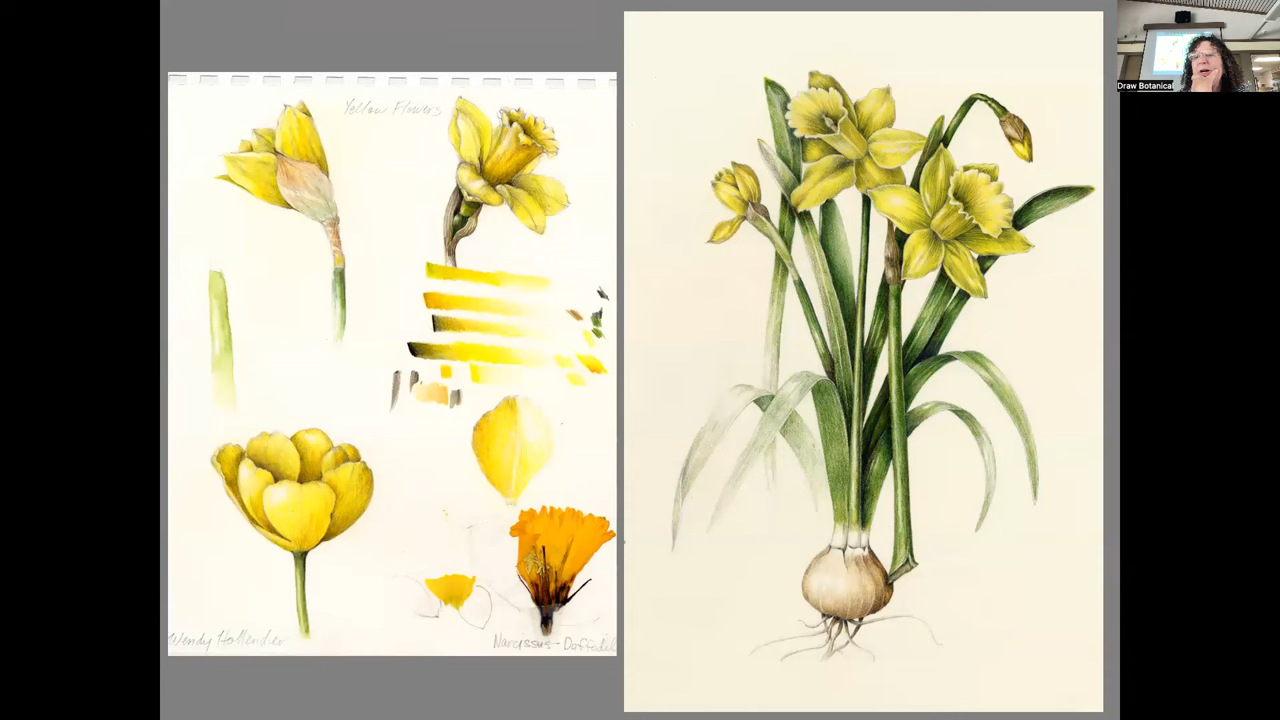 Yellow Flowers
Wendy Hollender
Narcissus - Daffodil
Draw Botanical